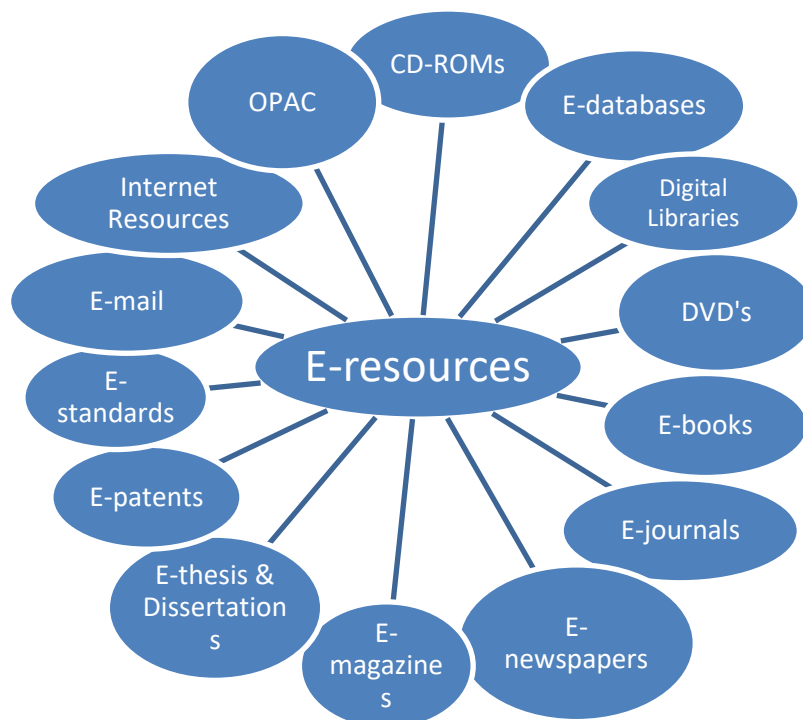 CD-ROMs
OPAC
E-databases
Internet
Resources
Digital
Libraries
E-mail
DVD's
E-resources
E-
standards
E-books
E-patents
E-journals
E-thesis &
Dissertation
s
E-
magazine
s
E-
newspapers